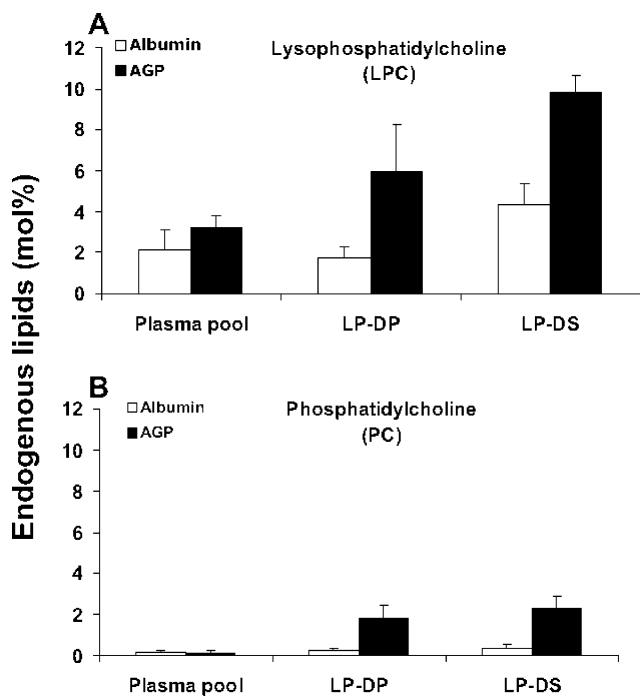 A
Albumin
AGP
Lysophosphatidylcholine
(LPC)
12
10
8
6
4
2
0
Plasma pool LP-DP LP-DS
Endogenous lipids (mol%)
B
Albumin
AGP
Phosphatidylcholine
(PC)
12
10
8
6
4
2
0
Plasma pool LP-DP LP-DS